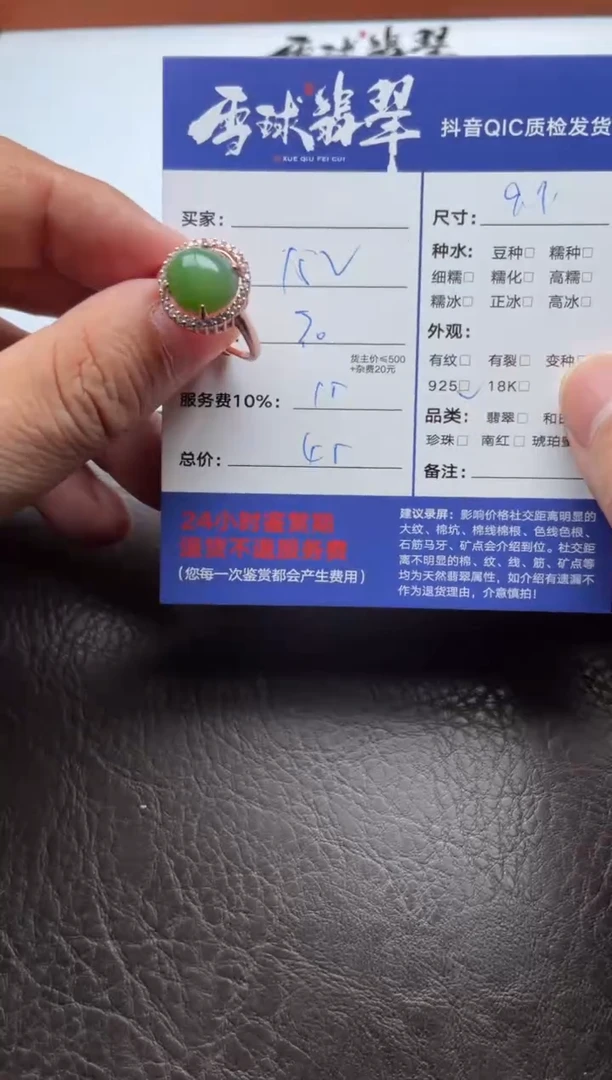 雪球翡翠
XUE QIU FEI CUI
抖音QIC质检发货
买家:
尺寸:
种水: 豆种□ 糯种□
细糯□ 糯化□ 高糯□
糯冰□ 正冰□ 高冰□
外观:
货主价≤500
+杂费20元
有纹□ 有裂□ 变种
925□ 18K□
服务费10%:
品类: 翡翠□
珍珠□ 南红□ 琥珀
总价:
备注:
24小时鉴赏期
退货不退服务费
(您每一次鉴赏都会产生费用)
建议录屏:影响价格社交距离明显的
大纹、棉坑、棉线棉根、色线色根、
石筋马牙、矿点会介绍到位。社交距
离不明显的棉、纹、线、筋、矿点等
均为天然翡翠属性,如介绍有遗漏不
作为退货理由,介意慎拍!